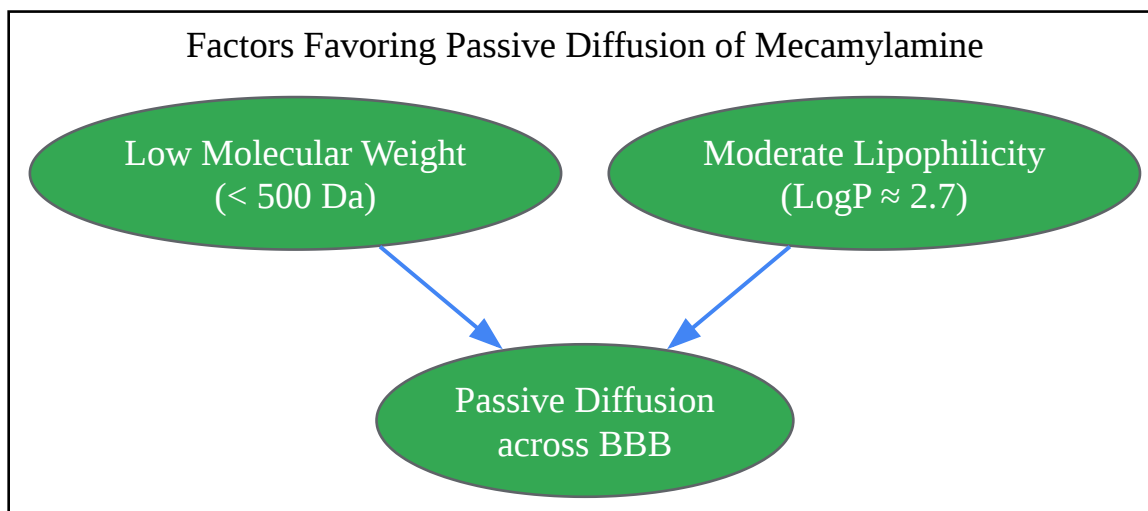 Factors Favoring Passive Diffusion of Mecamylamine
Low Molecular Weight
(< 500 Da)
Moderate Lipophilicity
(LogP ≈ 2.7)
Passive Diffusion
across BBB